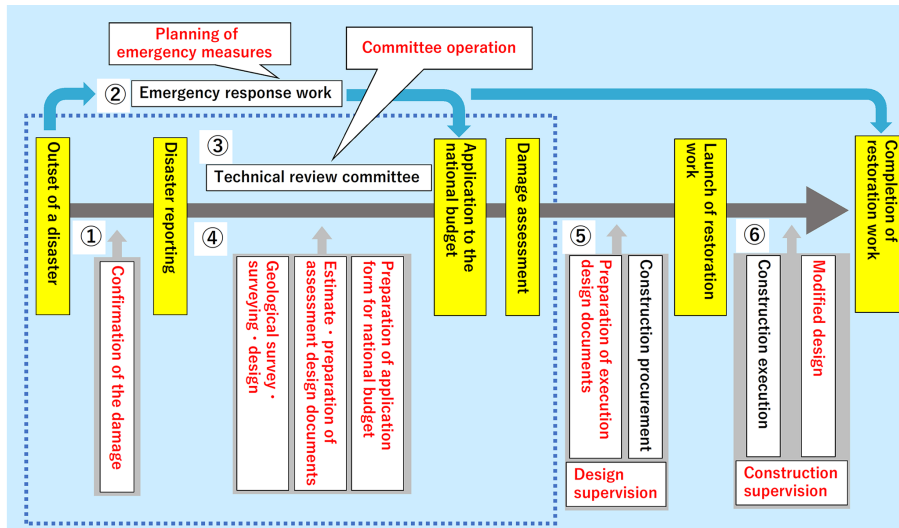 Planning of
emergency measures
Committee operation
②
Emergency response work
③
Technical review committee
Outset of a disaster
Disaster reporting
Application to the
national budget
Damage assessment
Launch of restoration
work
Completion of
restoration work
①
Confirmation of the damage
④
Geological survey・
surveying・design
Estimate・preparation of
assessment design documents
Preparation of application
form for national budget
⑤
Preparation of execution
design documents
Construction procurement
Design
supervision
⑥
Construction execution
Modified design
Construction
supervision